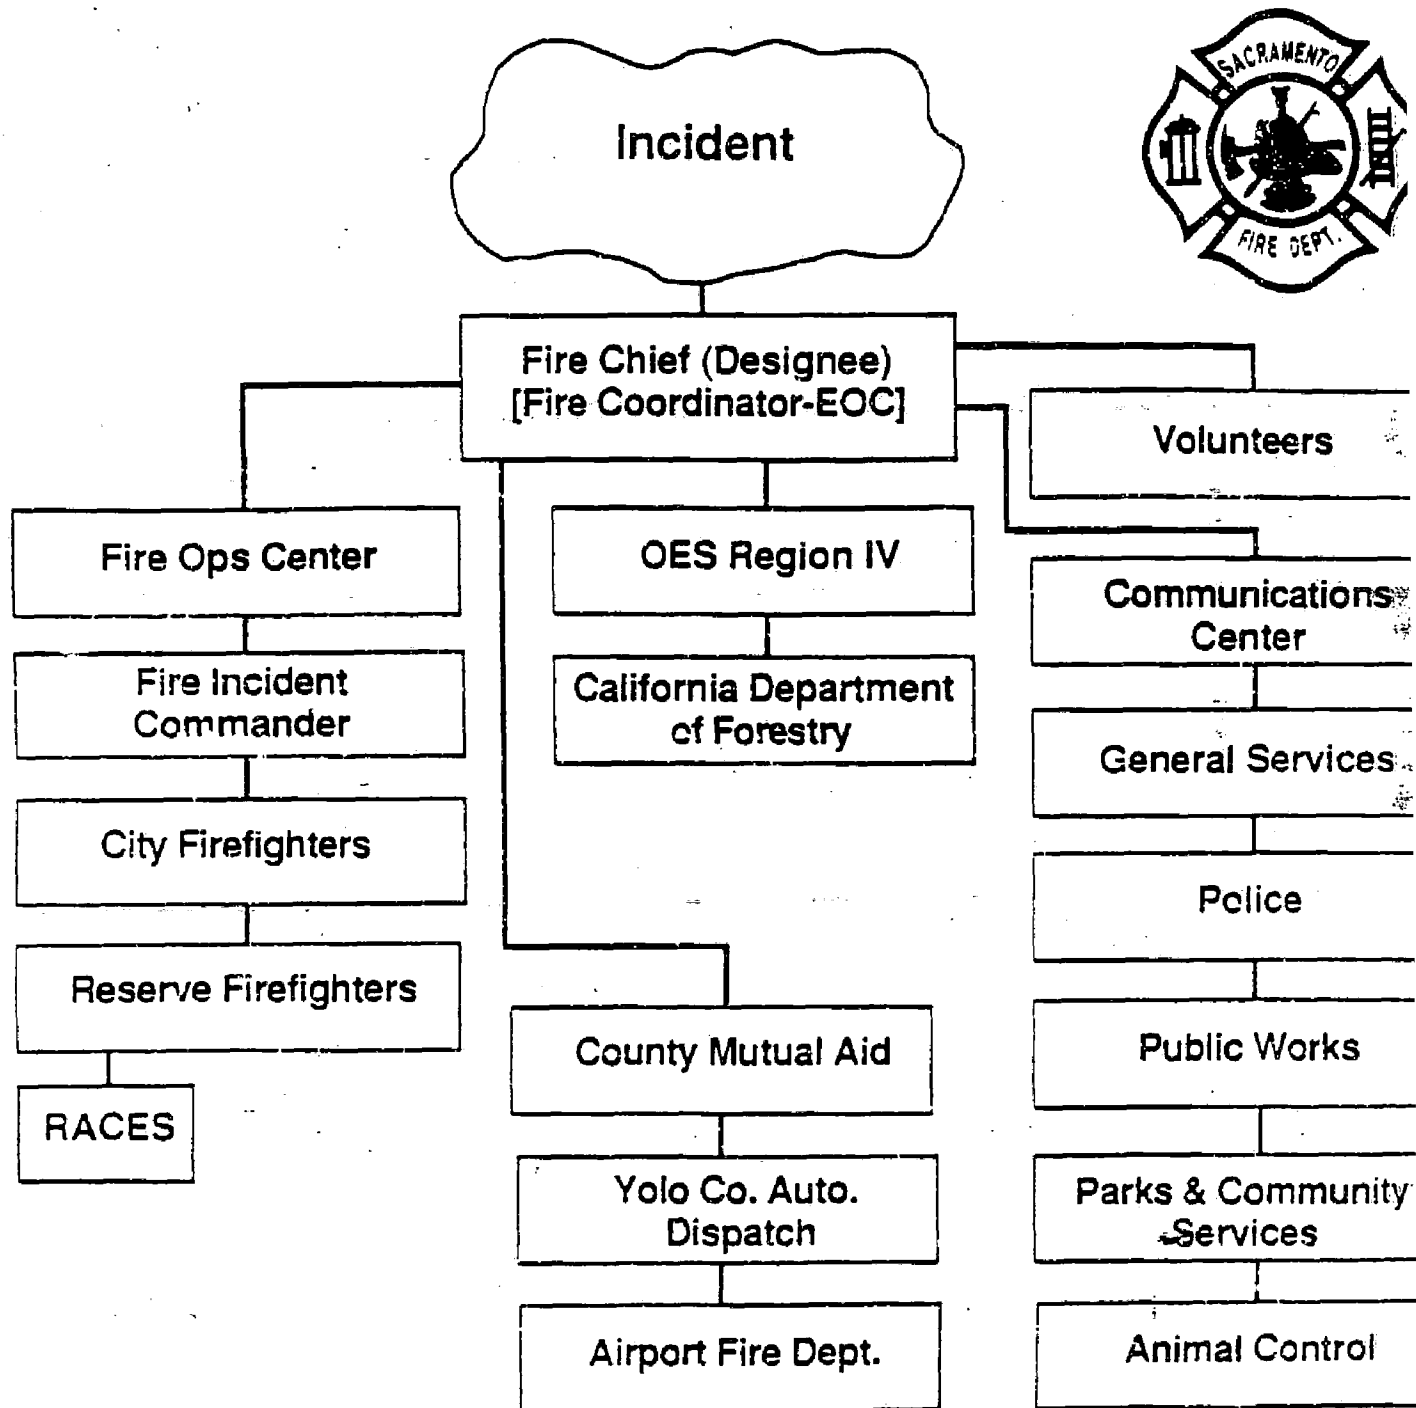 SACRAMENTO
FIRE DEPT.
Incident
Fire Chief (Designee)
[Fire Coordinator-EOC]
Volunteers
Fire Ops Center
OES Region IV
Communications
Center
Fire Incident
Commander
California Department
of Forestry
General Services
City Firefighters
Police
Reserve Firefighters
County Mutual Aid
Public Works
RACES
Yolo Co. Auto.
Dispatch
Parks & Community
Services
Airport Fire Dept.
Animal Control